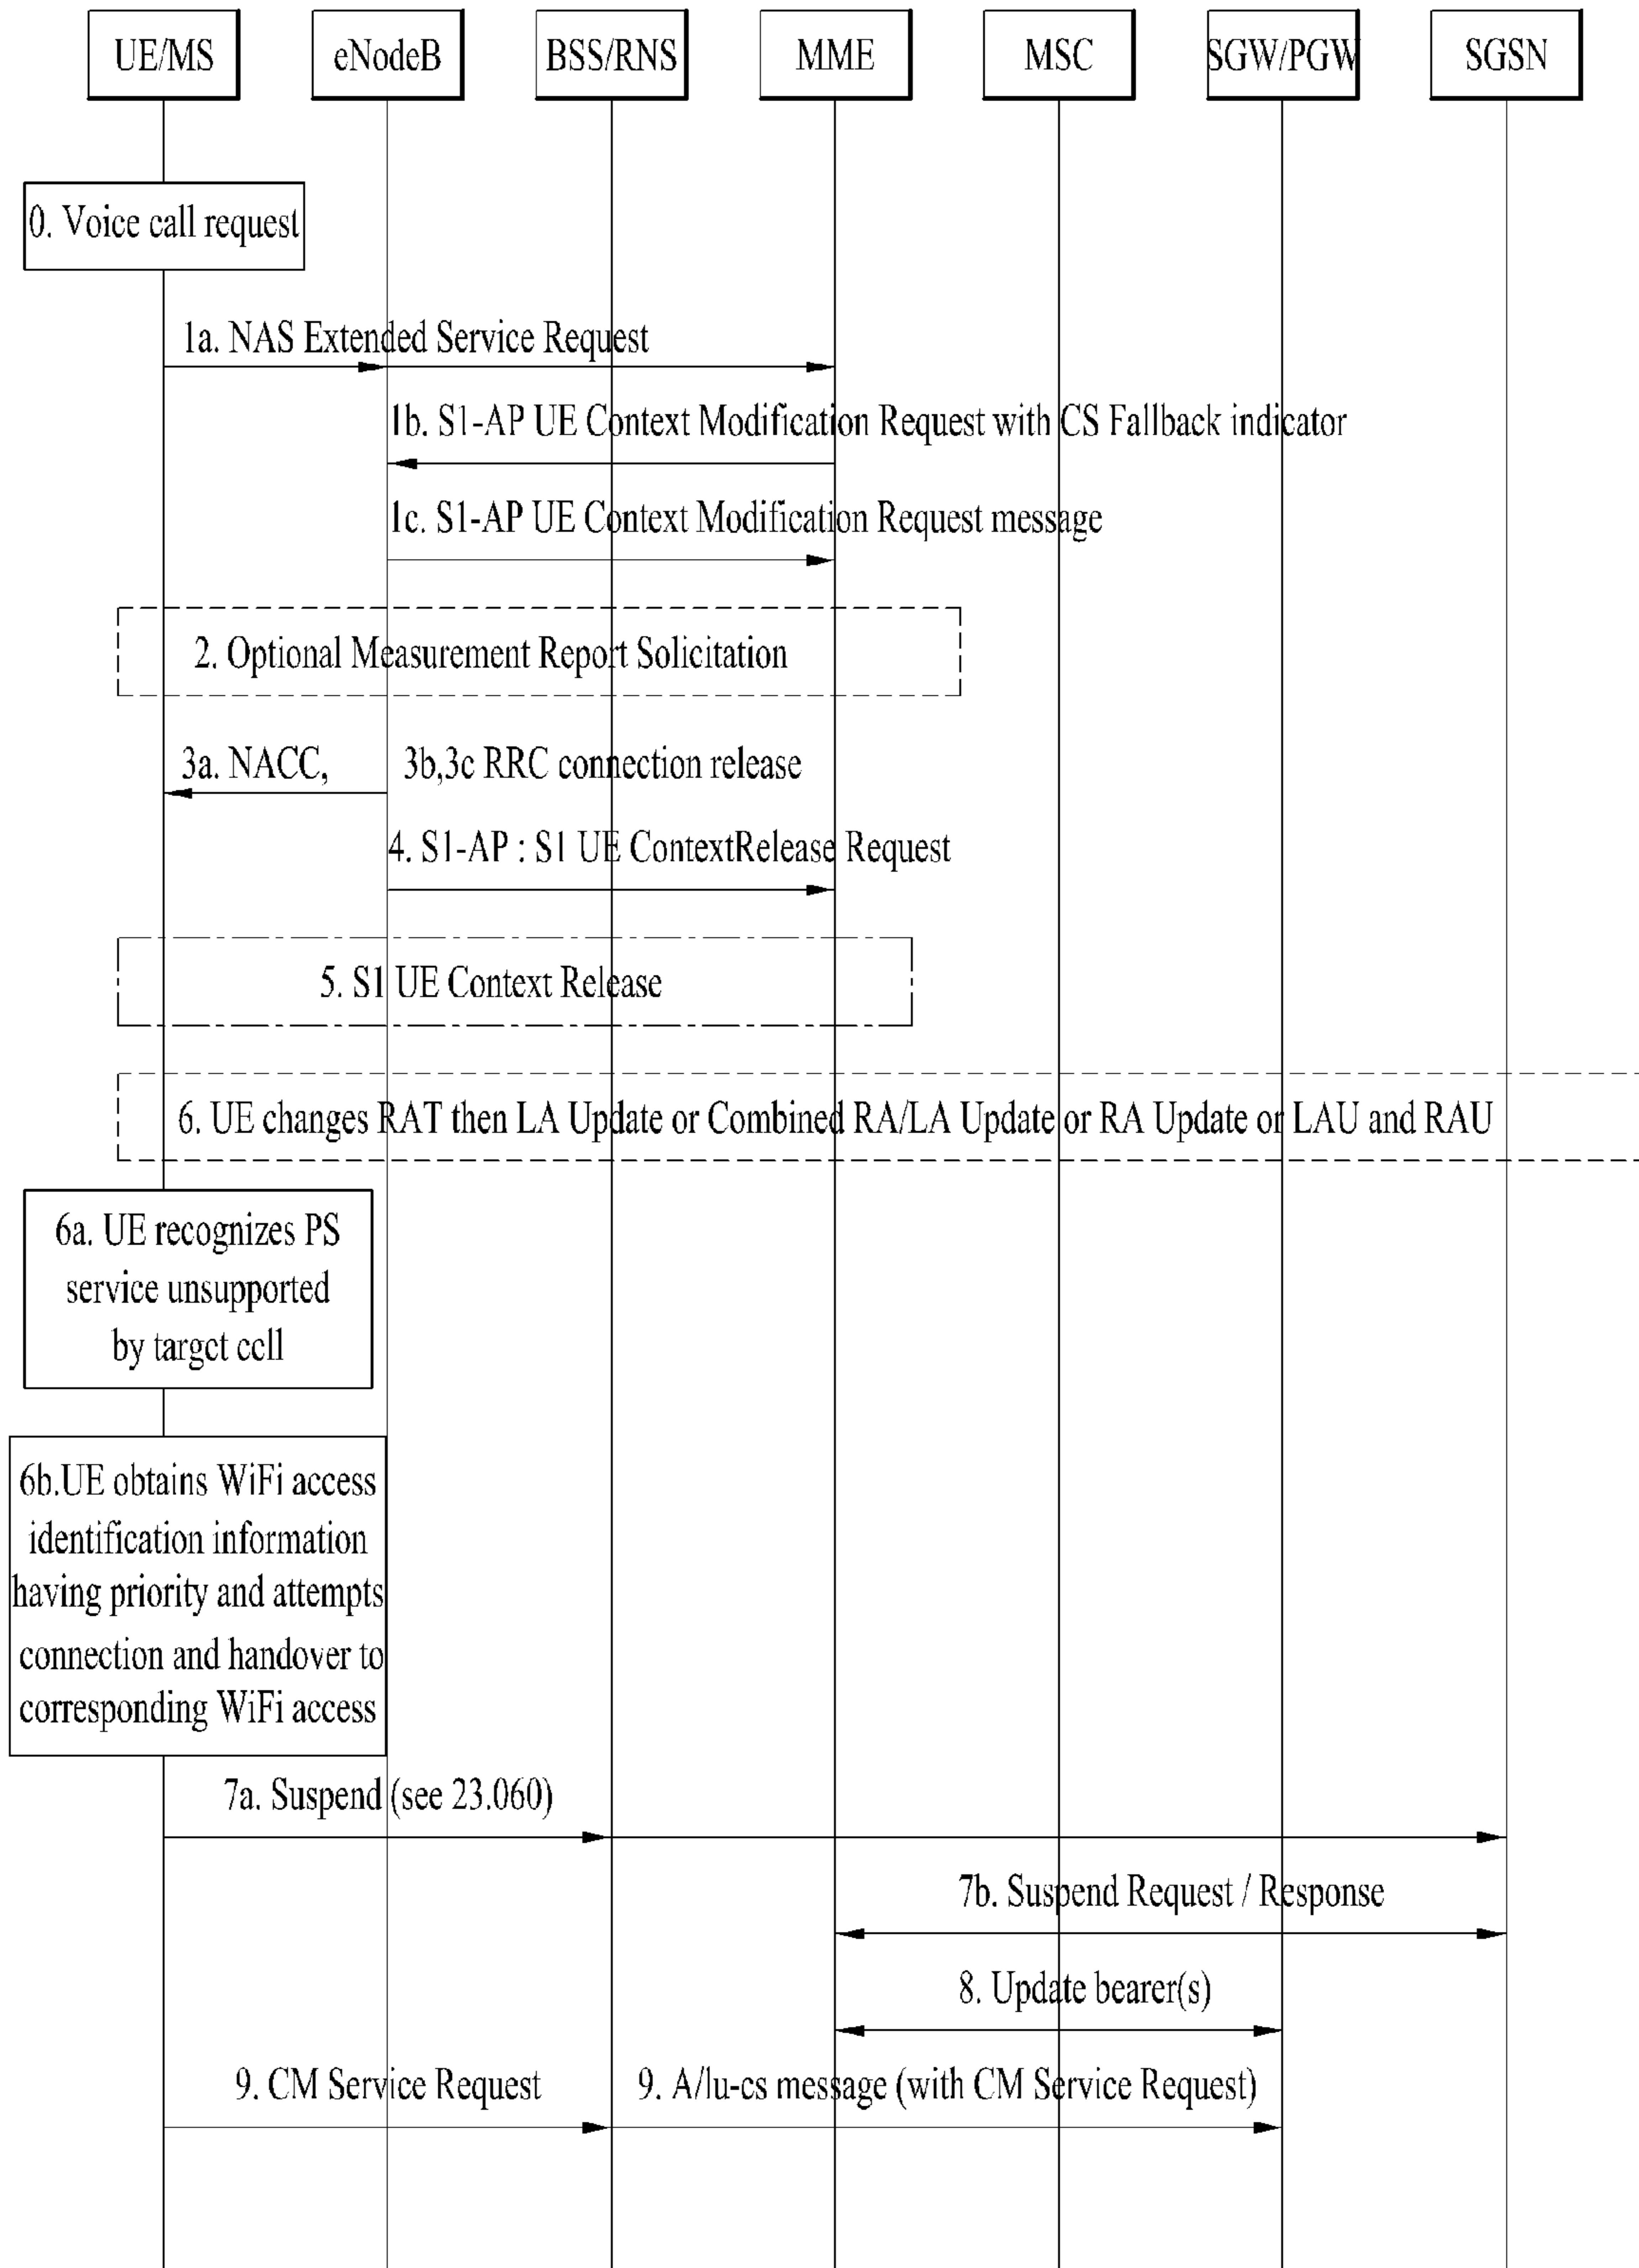 UE/MS
eNodeB
BSS/RNS
MME
MSC
SGW/PGW
SGSN
0. Voice call request
1a. NAS Extended Service Request
1b. S1-AP UE Context Modification Request with CS Fallback indicator
1c. S1-AP UE Context Modification Request message
2. Optional Measurement Report Solicitation
3a. NACC,
3b,3c RRC connection release
4. S1-AP : S1 UE ContextRelease Request
5. S1 UE Context Release
6. UE changes RAT then LA Update or Combined RA/LA Update or RA Update or LAU and RAU
6a. UE recognizes PS
service unsupported
by target cell
6b.UE obtains WiFi access
identification information
having priority and attempts
connection and handover to
corresponding WiFi access
7a. Suspend (see 23.060)
7b. Suspend Request / Response
8. Update bearer(s)
9. CM Service Request
9. A/lu-cs message (with CM Service Request)